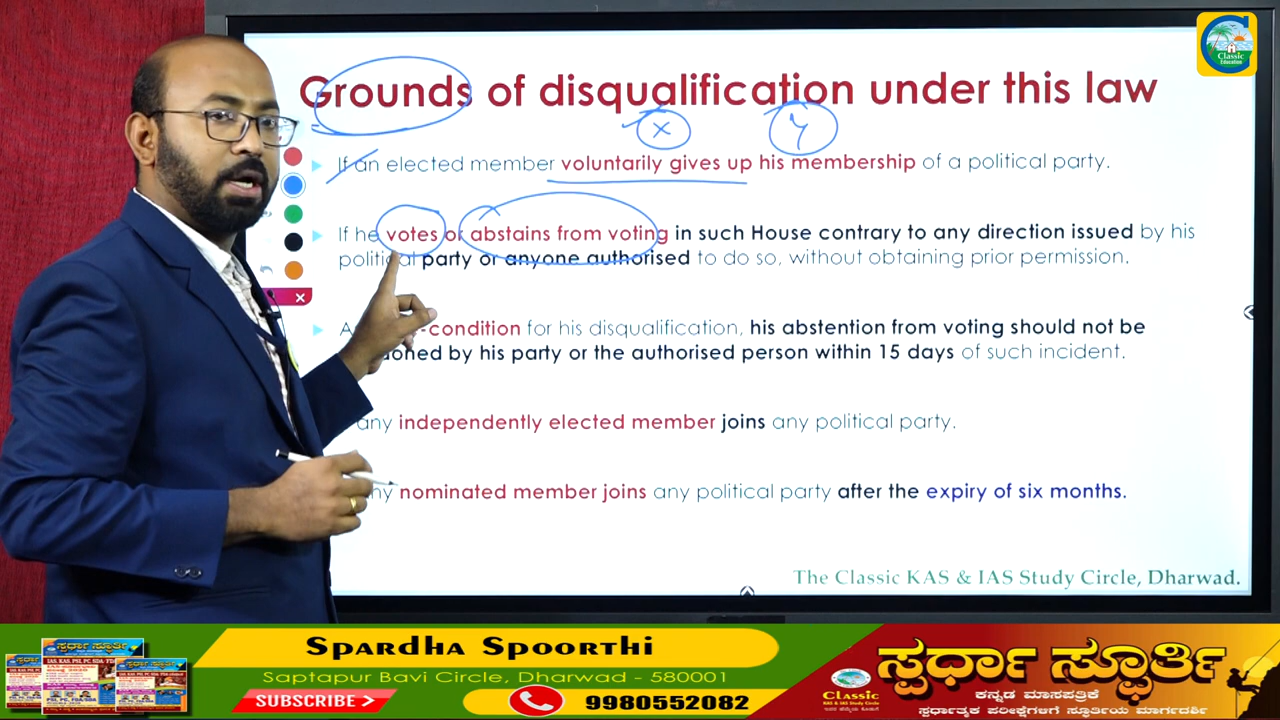 Classic
Education
Grounds of disqualification under this law
x y
If an elected member voluntarily gives up his membership of a political party.
If he votes or abstains from voting in such House contrary to any direction issued by his
political party or anyone authorised to do so, without obtaining prior permission.
-condition for his disqualification, his abstention from voting should not be
by his party or the authorised person within 15 days of such incident.
any independently elected member joins any political party.
nominated member joins any political party after the expiry of six months.
The Classic KAS & IAS Study Circle, Dharwad.
Spardha Spoorthi
Saptapur Bavi Circle, Dharwad - 580001
SUBSCRIBE >
9980552082
ಸ್ಪರ್ಧಾ ಸ್ಫೂರ್ತಿ
ಕನ್ನಡ ಮಾಸಪತ್ರಿಕೆ
ಸ್ಪರ್ಧಾತ್ಮಕ ಪರೀಕ್ಷೆಗಳಿಗೆ ಸ್ಫೂರ್ತಿಯ ಮಾರ್ಗದರ್ಶಿ
Classic
KAS & IAS Study Circle